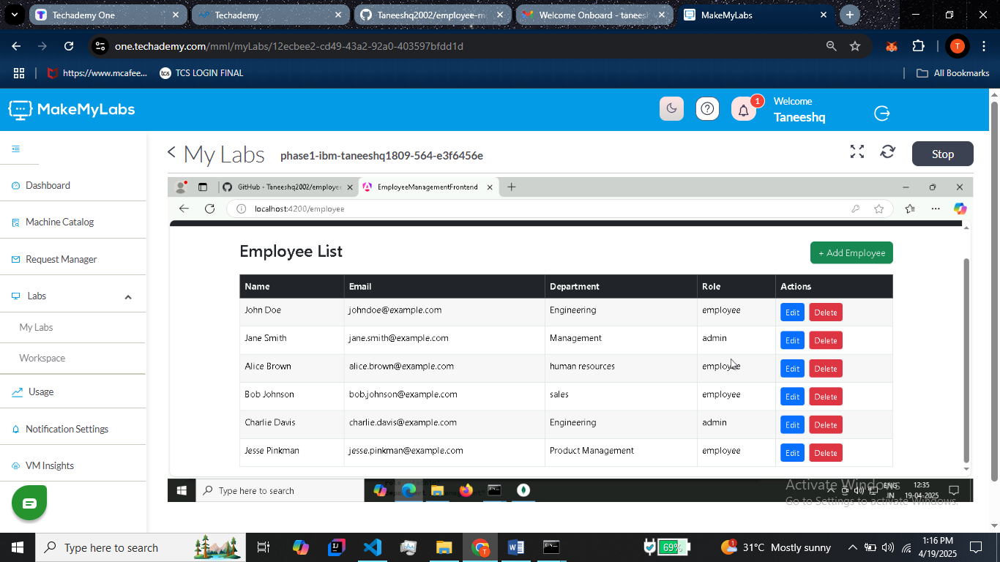 Techademy One
Techademy
Taneeshq2002/employee-m
Welcome Onboard - taneesh
MakeMyLabs
one.techademy.com/mml/myLabs/12ecbee2-cd49-43a2-92a0-403597bfdd1d
T
https://www.mcafee...
tcs
TCS LOGIN FINAL
All Bookmarks
MakeMyLabs
1
Welcome
Taneeshq
My Labs
phase1-ibm-taneeshq1809-564-e3f6456e
Stop
Dashboard
Machine Catalog
Request Manager
Labs
My Labs
Workspace
Usage
Notification Settings
VM Insights
GitHub - Taneeshq2002/employee
EmployeeManagementFrontend
localhost:4200/employee
Employee List
+ Add Employee
Name Email Department Role Actions
John Doe johndoe@example.com Engineering employee Edit Delete
Jane Smith jane.smith@example.com Management admin Edit Delete
Alice Brown alice.brown@example.com human resources employee Edit Delete
Bob Johnson bob.johnson@example.com sales employee Edit Delete
Charlie Davis charlie.davis@example.com Engineering admin Edit Delete
Jesse Pinkman jesse.pinkman@example.com Product Management employee Edit Delete
Type here to search
Activate Windows
Go to Settings to activate Windows.
ENG
IN
12:35
19-04-2025
Type here to search
69%
31°C Mostly sunny
1:16 PM
4/19/2025